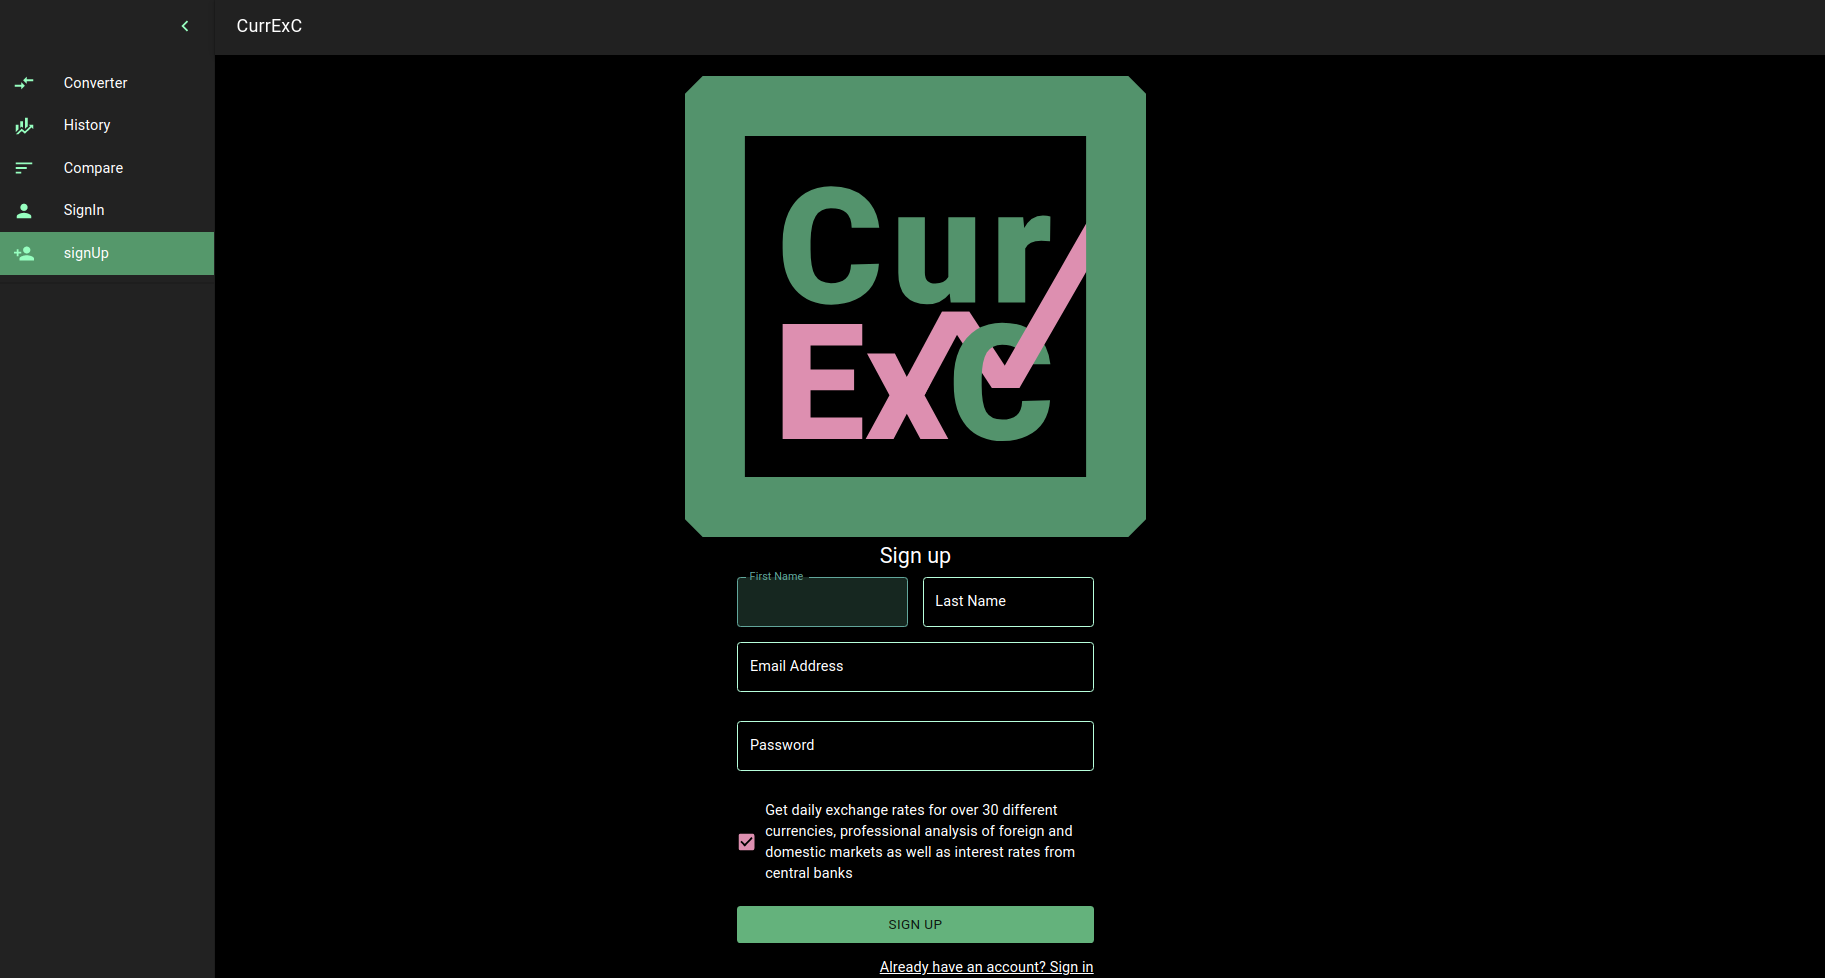 CurrExC
Converter
History
Compare
SignIn
signUp
Cur
ExC
Sign up
First Name
Last Name
Email Address
Password
Get daily exchange rates for over 30 different
currencies, professional analysis of foreign and
domestic markets as well as interest rates from
central banks
SIGN UP
Already have an account? Sign in